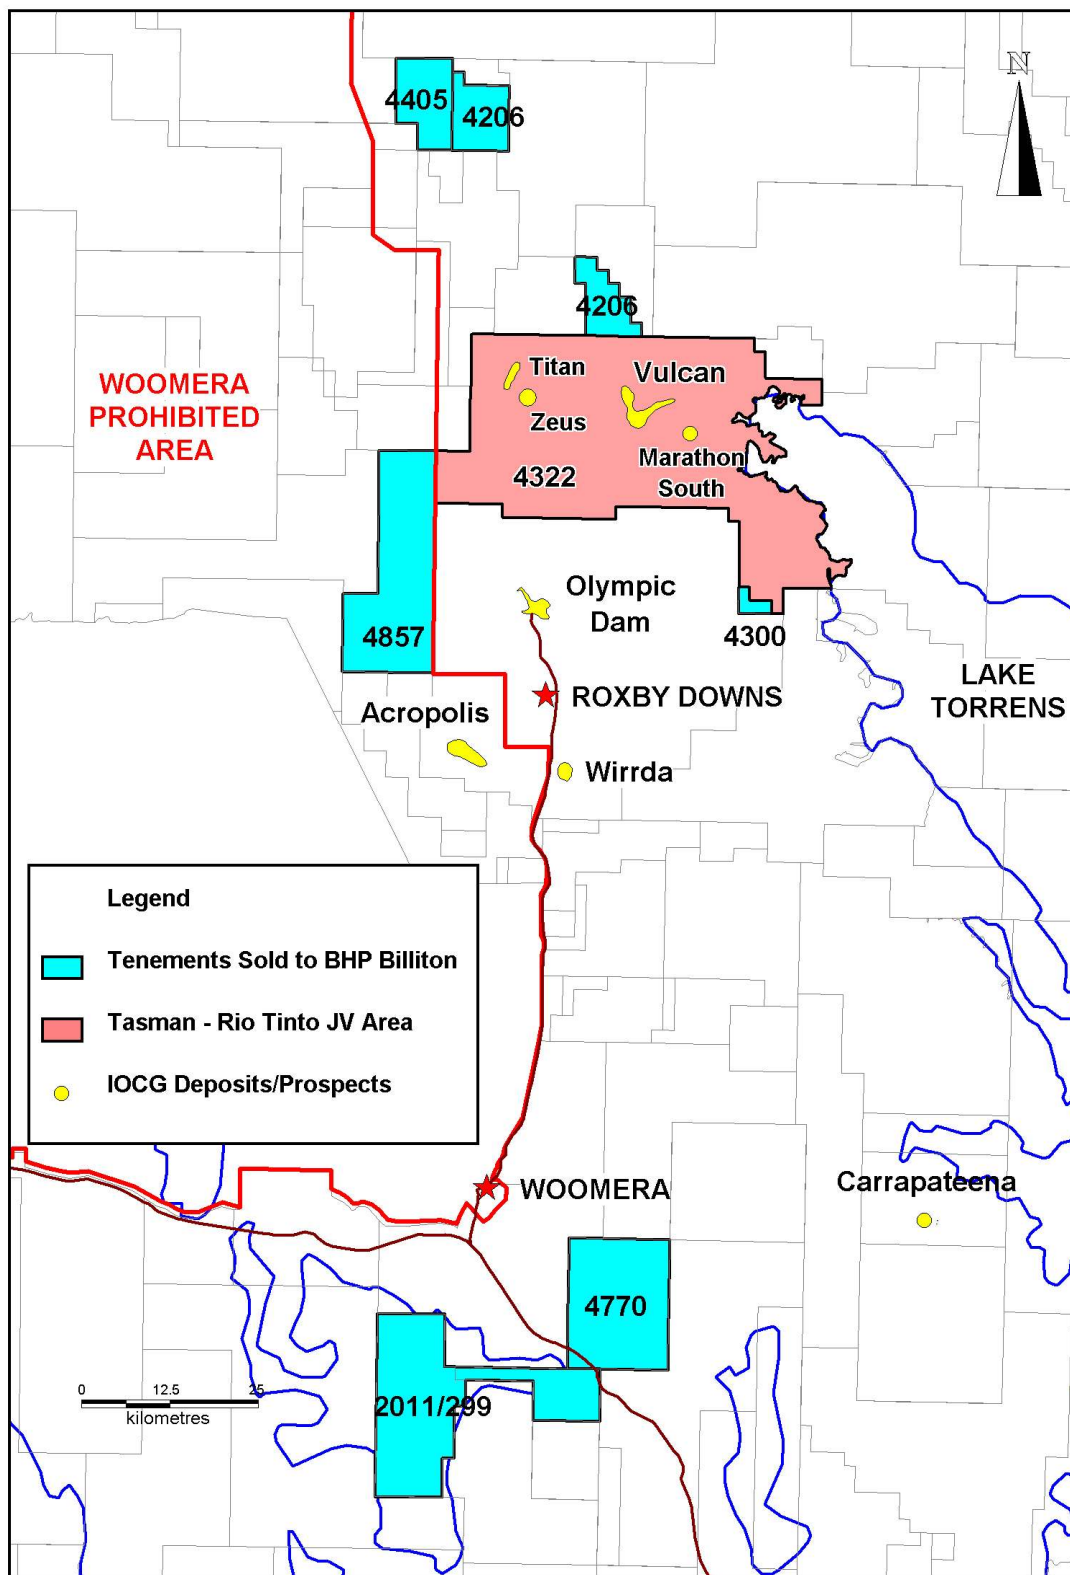 N
4405
4206
4206
WOOMERA
PROHIBITED
AREA
Titan
Vulcan
Zeus
Marathon
South
4322
Olympic
Dam
4857
4300
LAKE
TORRENS
ROXBY DOWNS
Acropolis
Wirrda
Legend
Tenements Sold to BHP Billiton
Tasman - Rio Tinto JV Area
IOCG Deposits/Prospects
WOOMERA
Carrapateena
4770
0 12.5 25
kilometres
2011/299